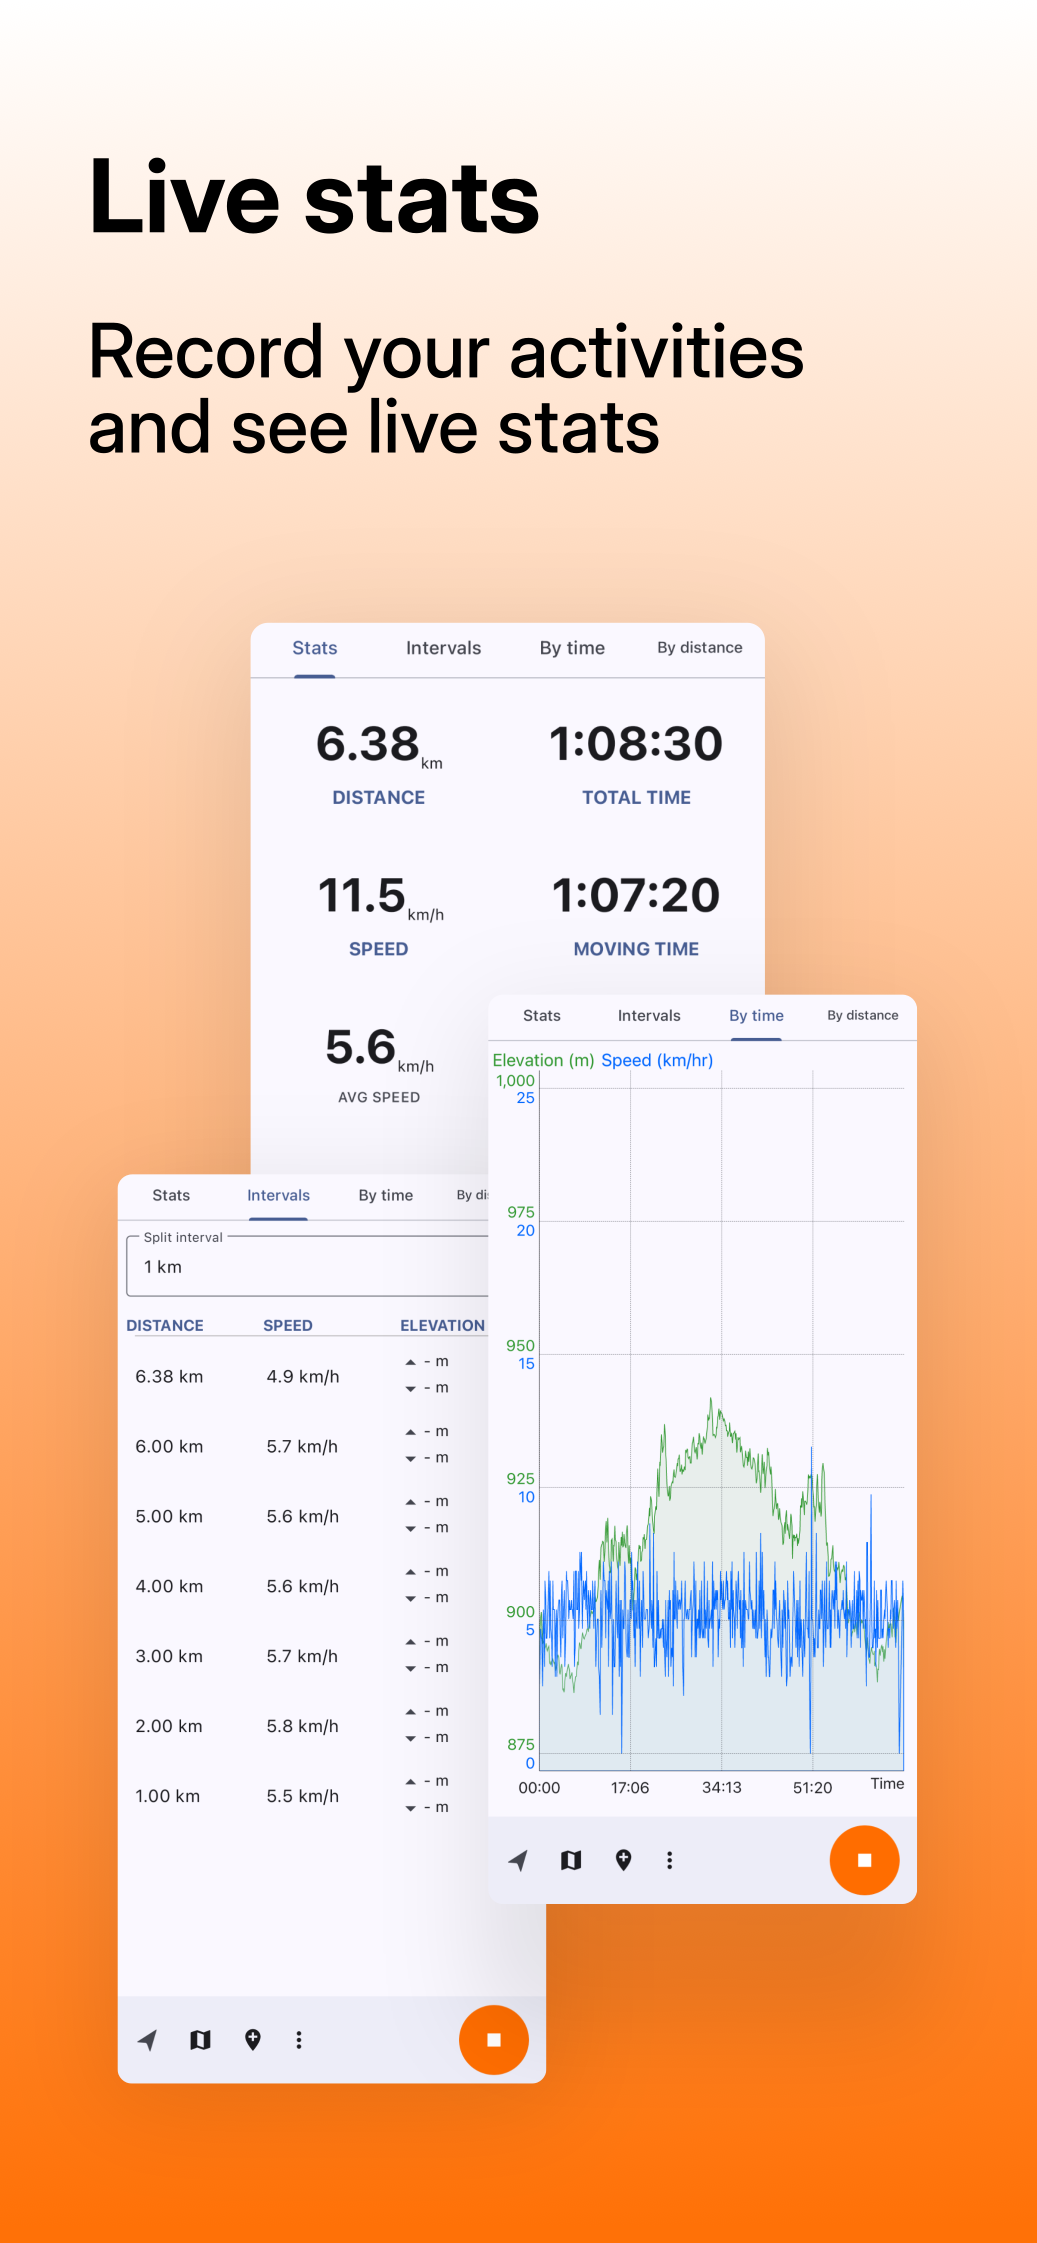 Live stats
Record your activities
and see live stats
Stats Intervals By time By distance
6.38 km 1:08:30
DISTANCE TOTAL TIME
11.5 km/h 1:07:20
SPEED MOVING TIME
5.6 km/h
AVG SPEED
Stats Intervals By time By distance
Elevation (m) Speed (km/hr)
1,000
25
975
20
950
15
925
10
900
5
875
0
00:00 17:06 34:13 51:20 Time
Stats Intervals By time By di
Split interval
1 km
DISTANCE SPEED ELEVATION
6.38 km 4.9 km/h - m
- m
6.00 km 5.7 km/h - m
- m
5.00 km 5.6 km/h - m
- m
4.00 km 5.6 km/h - m
- m
3.00 km 5.7 km/h - m
- m
2.00 km 5.8 km/h - m
- m
1.00 km 5.5 km/h - m
- m